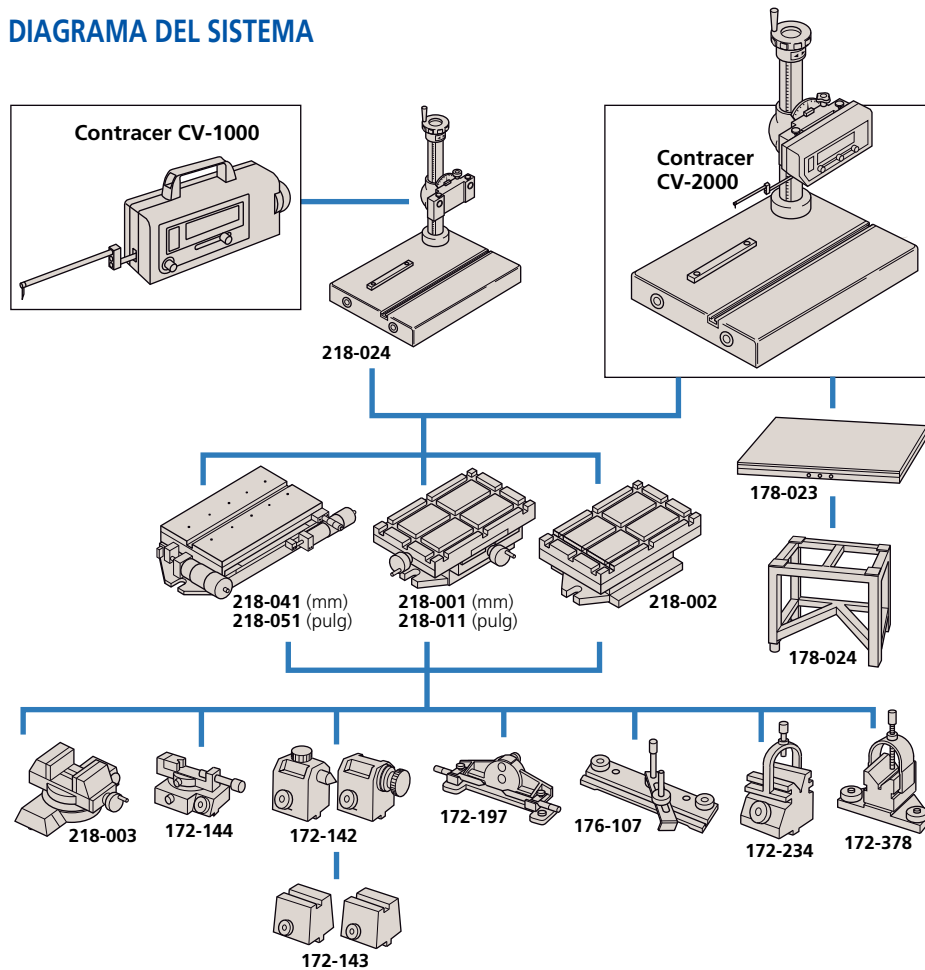 DIAGRAMA DEL SISTEMA
Contracer CV-1000
Contracer
CV-2000
218-024
178-023
218-041 (mm)
218-051 (pulg)
218-001 (mm)
218-011 (pulg)
218-002
178-024
218-003
172-144
172-142
172-197
176-107
172-234
172-378
172-143